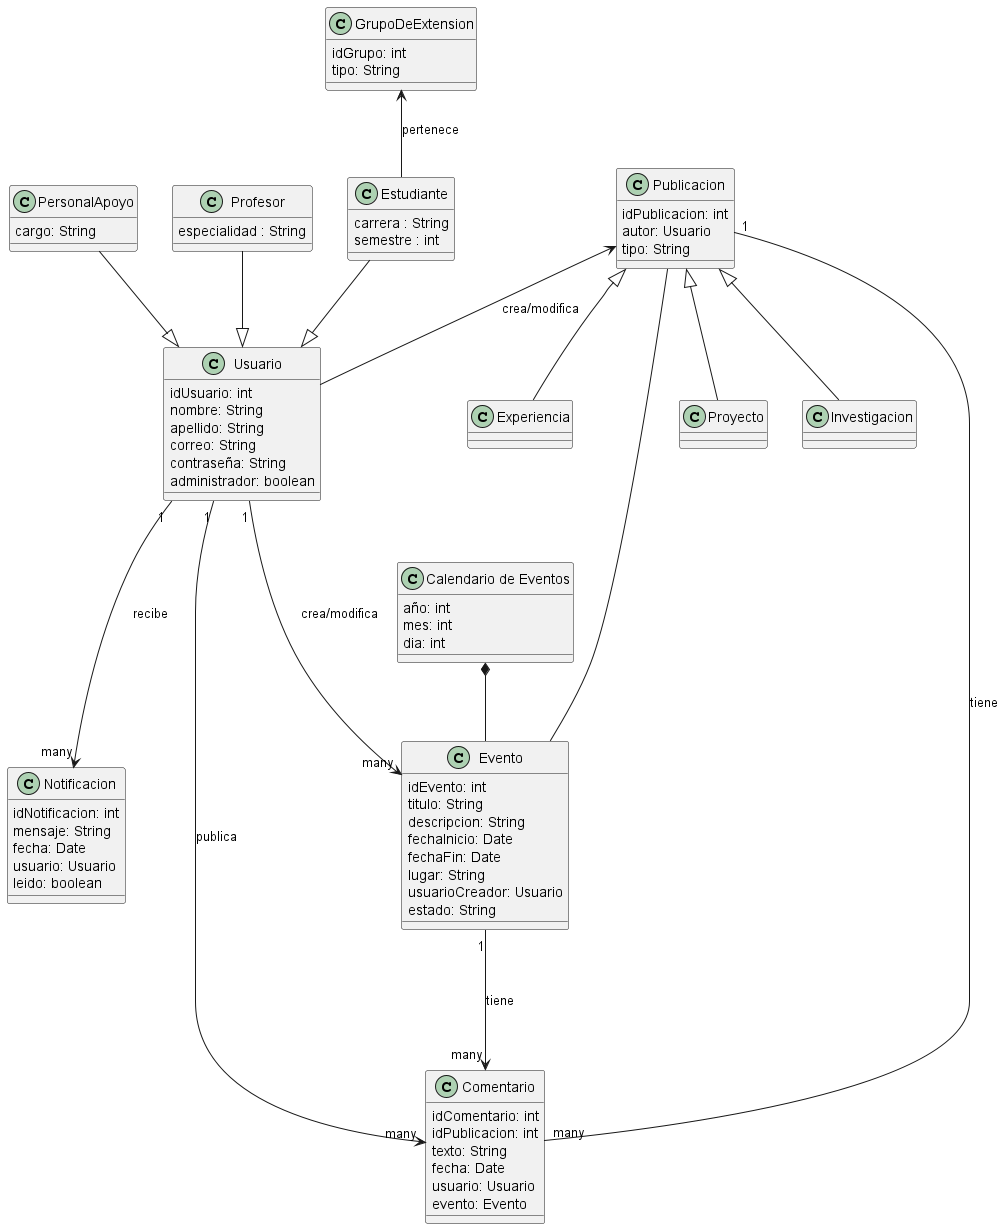 C GrupoDeExtension
idGrupo: int
tipo: String
pertenece
C PersonalApoyo
cargo: String
C Profesor
especialidad : String
C Estudiante
carrera : String
semestre : int
C Publicacion
idPublicacion: int
autor: Usuario
tipo: String
1
crea/modifica
C Usuario
idUsuario: int
nombre: String
apellido: String
correo: String
contraseña: String
administrador: boolean
C Experiencia
C Proyecto
C Investigacion
1
1
1
recibe
crea/modifica
C Calendario de Eventos
año: int
mes: int
dia: int
tiene
many
many
C Notificacion
idNotificacion: int
mensaje: String
fecha: Date
usuario: Usuario
leido: boolean
publica
C Evento
idEvento: int
titulo: String
descripcion: String
fechaInicio: Date
fechaFin: Date
lugar: String
usuarioCreador: Usuario
estado: String
1
tiene
many
many
many
C Comentario
idComentario: int
idPublicacion: int
texto: String
fecha: Date
usuario: Usuario
evento: Evento